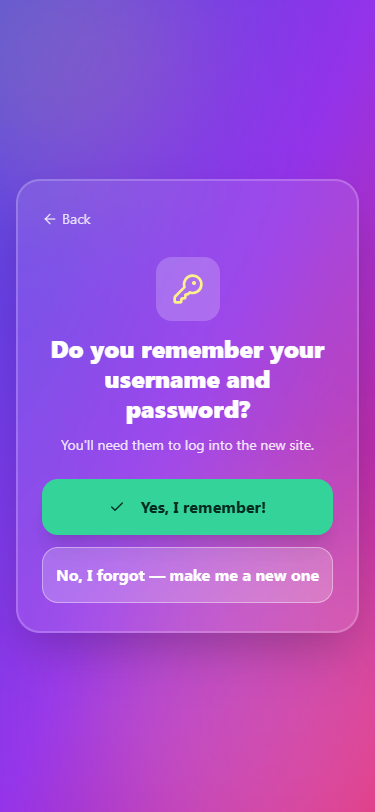 Back
Do you remember your
username and
password?
You'll need them to log into the new site.
Yes, I remember!
No, I forgot — make me a new one